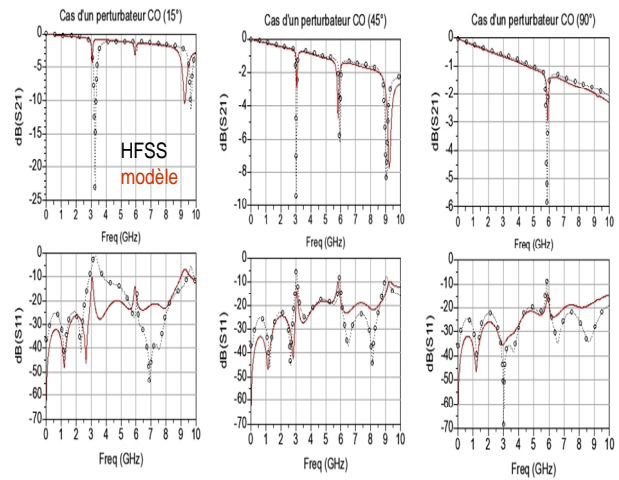 Cas d'un perturbateur CO (15°)
Cas d'un perturbateur CO (45°)
Cas d'un perturbateur CO (90°)
dB(S21)
0
-5
-10
-15
-20
-25
HFSS
modèle
0 1 2 3 4 5 6 7 8 9 10
Freq (GHz)
dB(S21)
0
-2
-4
-6
-8
-10
0 1 2 3 4 5 6 7 8 9 10
Freq (GHz)
dB(S21)
0
-1
-2
-3
-4
-5
-6
0 1 2 3 4 5 6 7 8 9 10
Freq (GHz)
dB(S11)
0
-10
-20
-30
-40
-50
-60
-70
0 1 2 3 4 5 6 7 8 9 10
Freq (GHz)
dB(S11)
0
-10
-20
-30
-40
-50
-60
-70
0 1 2 3 4 5 6 7 8 9 10
Freq (GHz)
dB(S11)
0
-10
-20
-30
-40
-50
-60
-70
0 1 2 3 4 5 6 7 8 9 10
Freq (GHz)